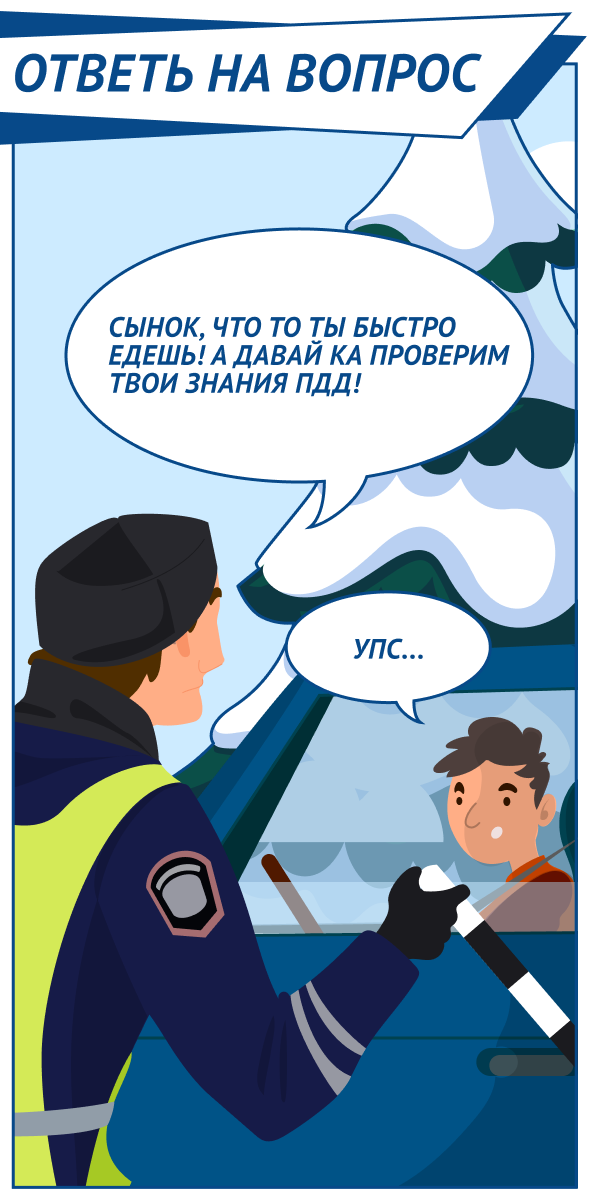 ОТВЕТЬ НА ВОПРОС
СЫНОК, ЧТО ТО ТЫ БЫСТРО
ЕДЕШЬ! А ДАВАЙ КА ПРОВЕРИМ
ТВОИ ЗНАНИЯ ПДД!
УПС...